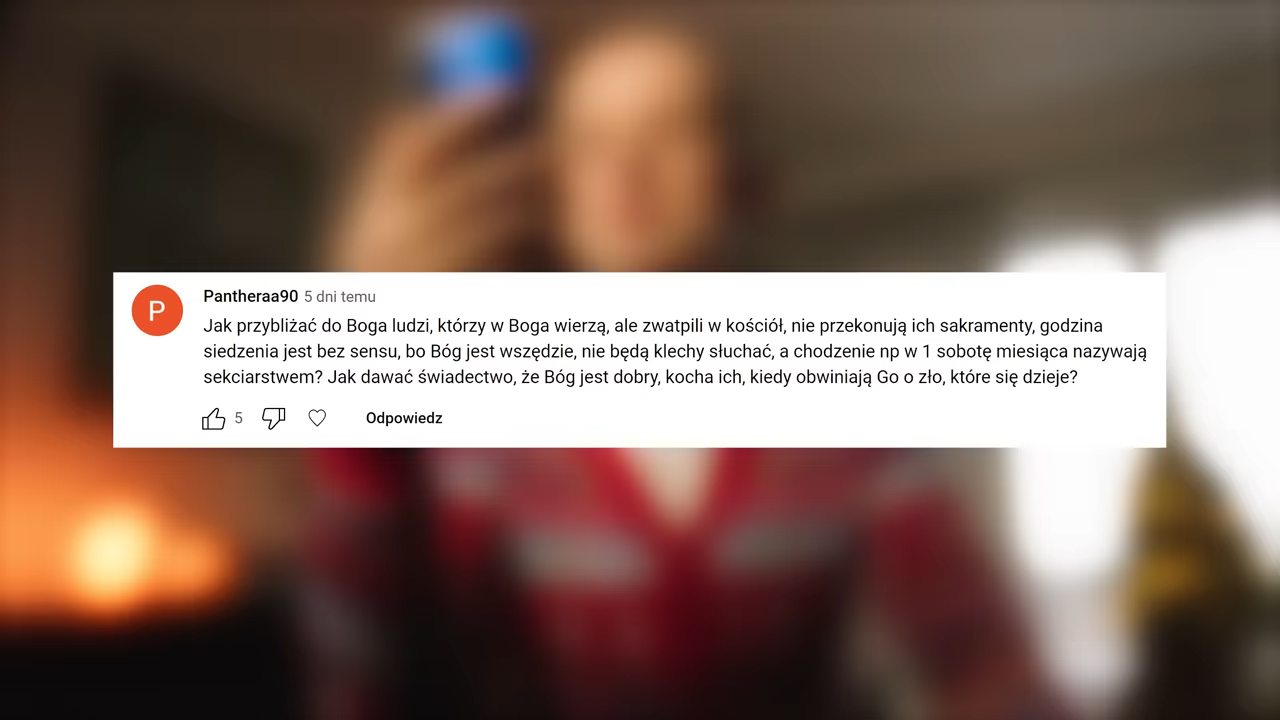 P
Pantheraa90 5 dni temu
Jak przybliżać do Boga ludzi, którzy w Boga wierzą, ale zwatpili w kościół, nie przekonują ich sakramenty, godzina
siedzenia jest bez sensu, bo Bóg jest wszędzie, nie będą klechy słuchać, a chodzenie np w 1 sobotę miesiąca nazywają
sekciarstwem? Jak dawać świadectwo, że Bóg jest dobry, kocha ich, kiedy obwiniają Go o zło, które się dzieje?
5 Odpowiedz